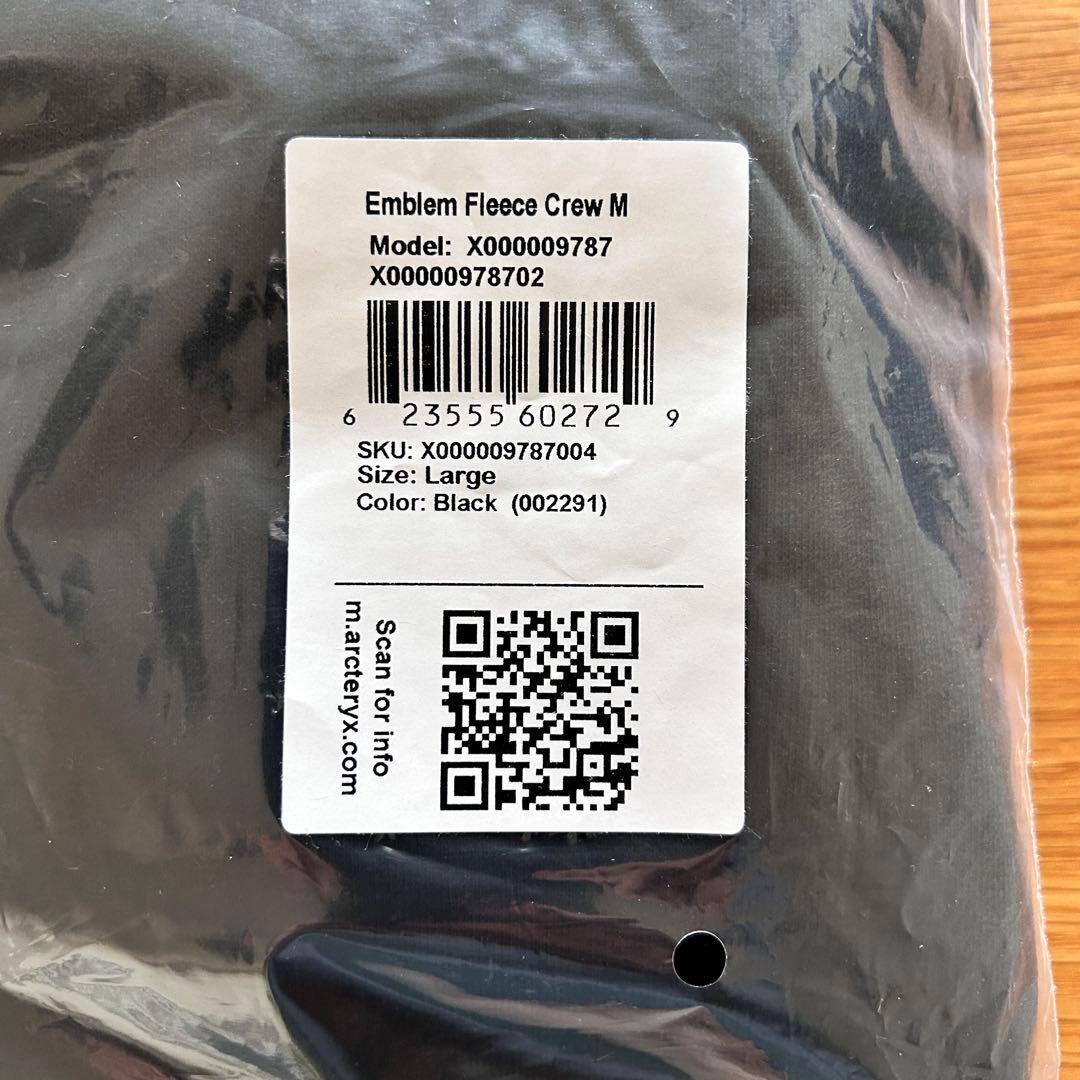 Emblem Fleece Crew M
Model: X000009787
X00000978702
6 23555 60272 9
SKU: X000009787004
Size: Large
Color: Black (002291)
Scan for info
m.arcteryx.com